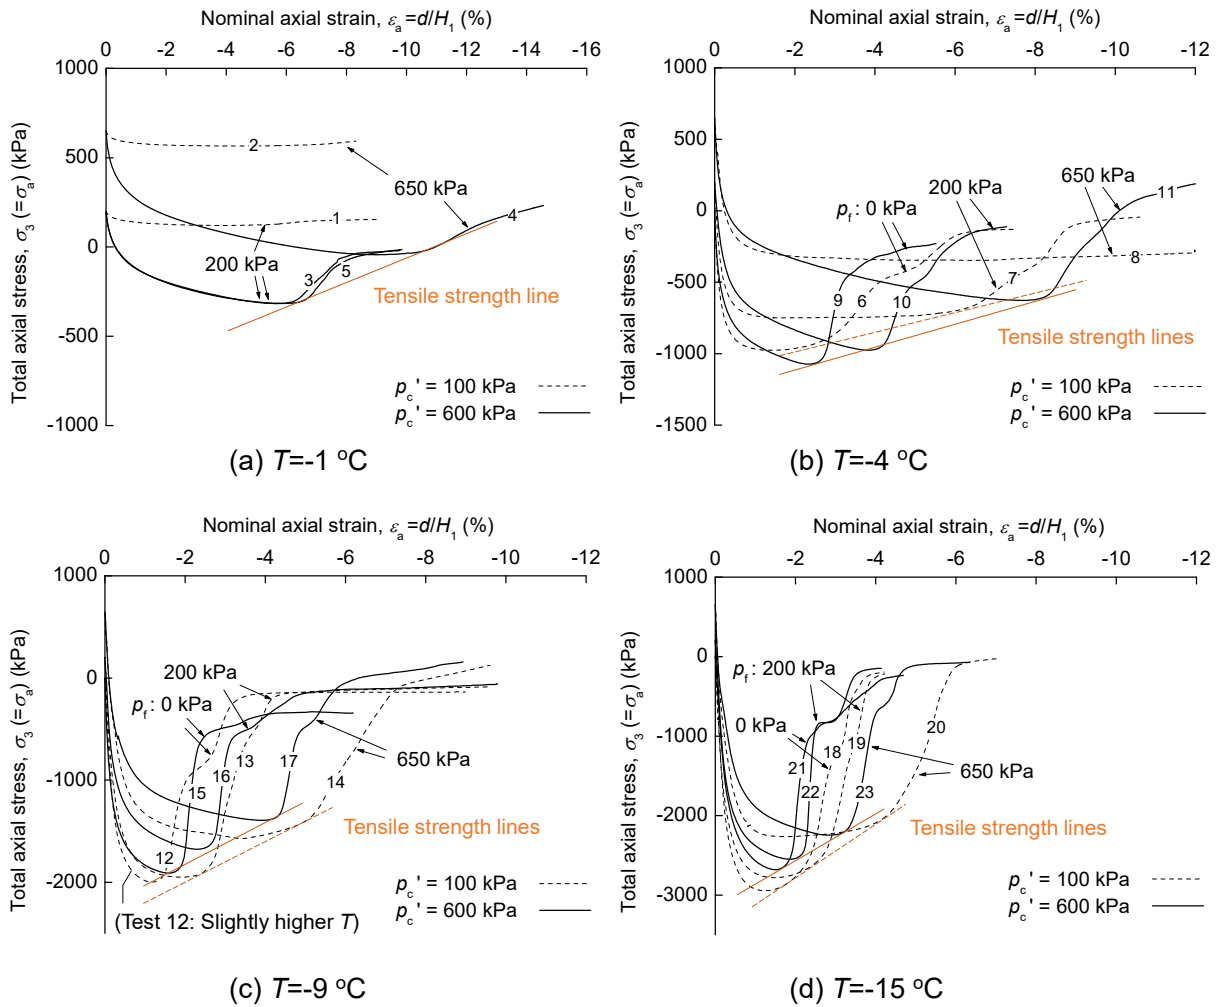 Nominal axial strain, εa=d/H1 (%)
0 -2 -4 -6 -8 -10 -12 -14 -16
Total axial stress, σ3 (=σa) (kPa)
1000
500
0
-500
-1000
2
650 kPa
1
4
200 kPa
3
5
Tensile strength line
pc' = 100 kPa
pc' = 600 kPa
(a) T=-1 oC
Nominal axial strain, εa=d/H1 (%)
0 -2 -4 -6 -8 -10 -12
Total axial stress, σ3 (=σa) (kPa)
1000
500
0
-500
-1000
-1500
650 kPa
11
200 kPa
pf: 0 kPa
8
7
9
6
10
Tensile strength lines
pc' = 100 kPa
pc' = 600 kPa
(b) T=-4 oC
Nominal axial strain, εa=d/H1 (%)
0 -2 -4 -6 -8 -10 -12
Total axial stress, σ3 (=σa) (kPa)
1000
0
-1000
-2000
200 kPa
pf: 0 kPa
13
17
650 kPa
16
14
15
12
Tensile strength lines
(Test 12: Slightly higher T)
pc' = 100 kPa
pc' = 600 kPa
(c) T=-9 oC
Nominal axial strain, εa=d/H1 (%)
0 -2 -4 -6 -8 -10 -12
Total axial stress, σ3 (=σa) (kPa)
1000
0
-1000
-2000
-3000
pf: 200 kPa
0 kPa
18
19
20
21
22
23
650 kPa
Tensile strength lines
pc' = 100 kPa
pc' = 600 kPa
(d) T=-15 oC